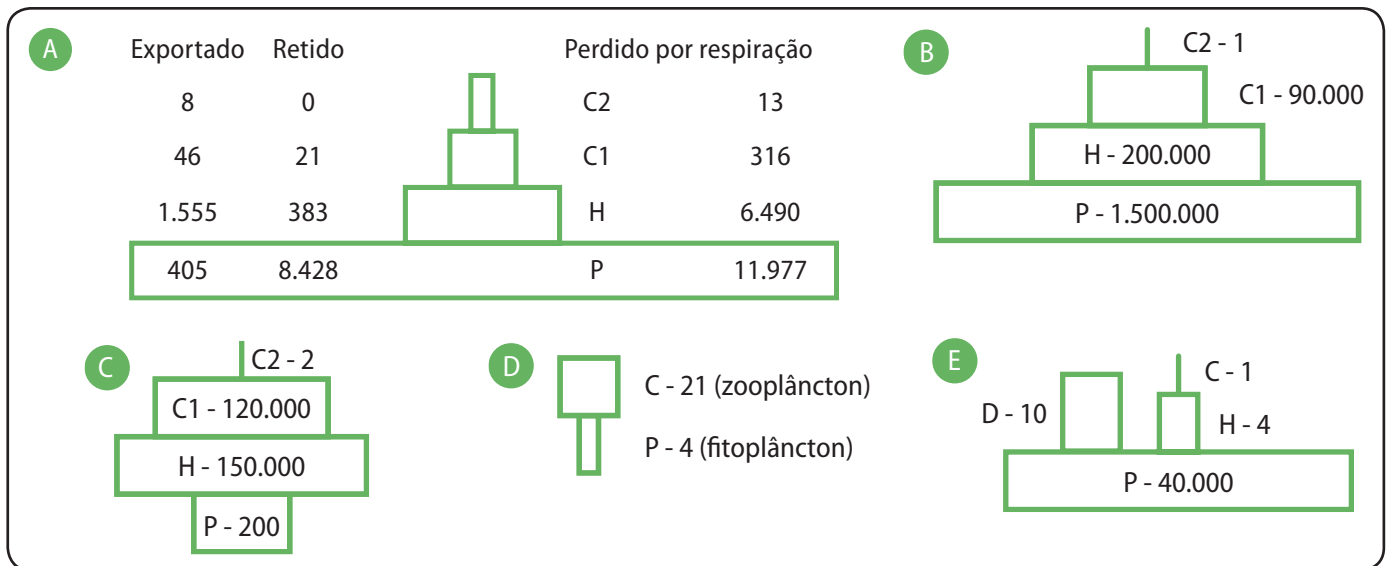 A
Exportado Retido Perdido por respiração
8 0 C2 13
46 21 C1 316
1.555 383 H 6.490
405 8.428 P 11.977
B
C2 - 1
C1 - 90.000
H - 200.000
P - 1.500.000
C
C2 - 2
C1 - 120.000
H - 150.000
P - 200
D
C - 21 (zooplâncton)
P - 4 (fitoplâncton)
E
C - 1
D - 10
H - 4
P - 40.000